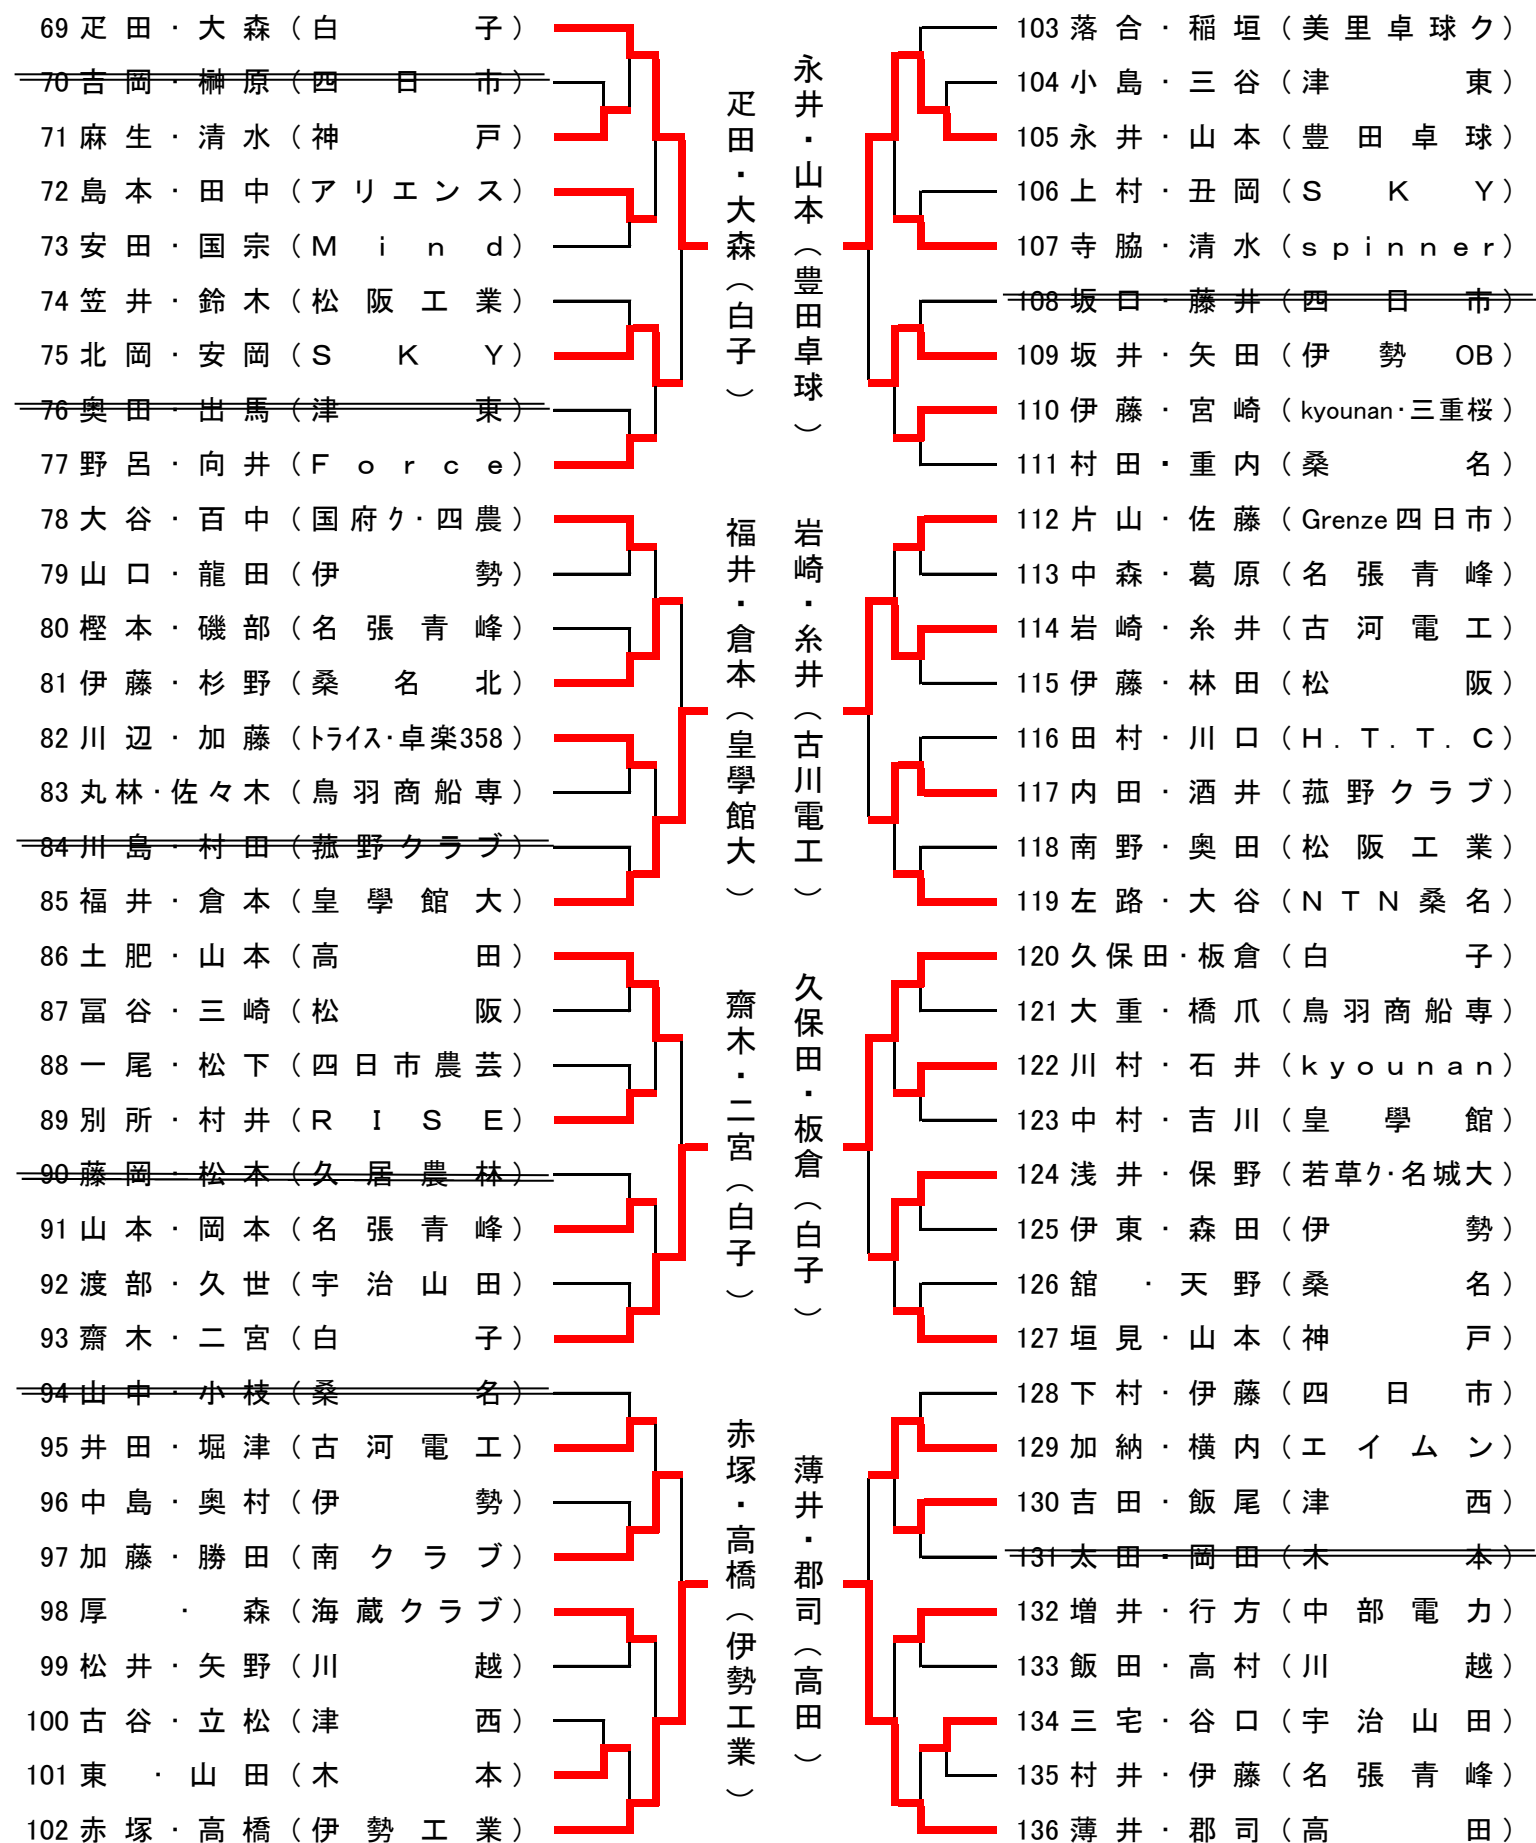 69 疋田・大森（白子）
70 吉岡・榊原（四日市）
71 麻生・清水（神戸）
72 島本・田中（アリエンス）
73 安田・国宗（Ｍｉｎｄ）
74 笠井・鈴木（松阪工業）
75 北岡・安岡（ＳＫＹ）
76 奥田・出馬（津東）
77 野呂・向井（Ｆｏｒｃｅ）
78 大谷・百中（国府ｸ・四農）
79 山口・龍田（伊勢）
80 樫本・磯部（名張青峰）
81 伊藤・杉野（桑名北）
82 川辺・加藤（ﾄﾗｲｽ・卓楽358）
83 丸林・佐々木（鳥羽商船専）
84 川島・村田（菰野クラブ）
85 福井・倉本（皇學館大）
86 土肥・山本（高田）
87 冨谷・三崎（松阪）
88 一尾・松下（四日市農芸）
89 別所・村井（ＲＩＳＥ）
90 藤岡・松本（久居農林）
91 山本・岡本（名張青峰）
92 渡部・久世（宇治山田）
93 齋木・二宮（白子）
94 山中・小枝（桑名）
95 井田・堀津（古河電工）
96 中島・奥村（伊勢）
97 加藤・勝田（南クラブ）
98 厚・森（海蔵クラブ）
99 松井・矢野（川越）
100 古谷・立松（津西）
101 東・山田（木本）
102 赤塚・高橋（伊勢工業）
疋田・大森（白子）
福井・倉本（皇學館大）
齋木・二宮（白子）
赤塚・高橋（伊勢工業）
永井・山本（豊田卓球）
岩崎・糸井（古川電工）
久保田・板倉（白子）
薄井・郡司（高田）
103 落合・稲垣（美里卓球ク）
104 小島・三谷（津東）
105 永井・山本（豊田卓球）
106 上村・丑岡（ＳＫＹ）
107 寺脇・清水（ｓｐｉｎｎｅｒ）
108 坂口・藤井（四日市）
109 坂井・矢田（伊勢OB）
110 伊藤・宮崎（kyounan・三重桜）
111 村田・重内（桑名）
112 片山・佐藤（Grenze四日市）
113 中森・葛原（名張青峰）
114 岩崎・糸井（古河電工）
115 伊藤・林田（松阪）
116 田村・川口（Ｈ．Ｔ．Ｔ．Ｃ）
117 内田・酒井（菰野クラブ）
118 南野・奥田（松阪工業）
119 左路・大谷（ＮＴＮ桑名）
120 久保田・板倉（白子）
121 大重・橋爪（鳥羽商船専）
122 川村・石井（ｋｙｏｕｎａｎ）
123 中村・吉川（皇學館）
124 浅井・保野（若草ｸ・名城大）
125 伊東・森田（伊勢）
126 舘・天野（桑名）
127 垣見・山本（神戸）
128 下村・伊藤（四日市）
129 加納・横内（エイムン）
130 吉田・飯尾（津西）
131 太田・岡田（木本）
132 増井・行方（中部電力）
133 飯田・高村（川越）
134 三宅・谷口（宇治山田）
135 村井・伊藤（名張青峰）
136 薄井・郡司（高田）